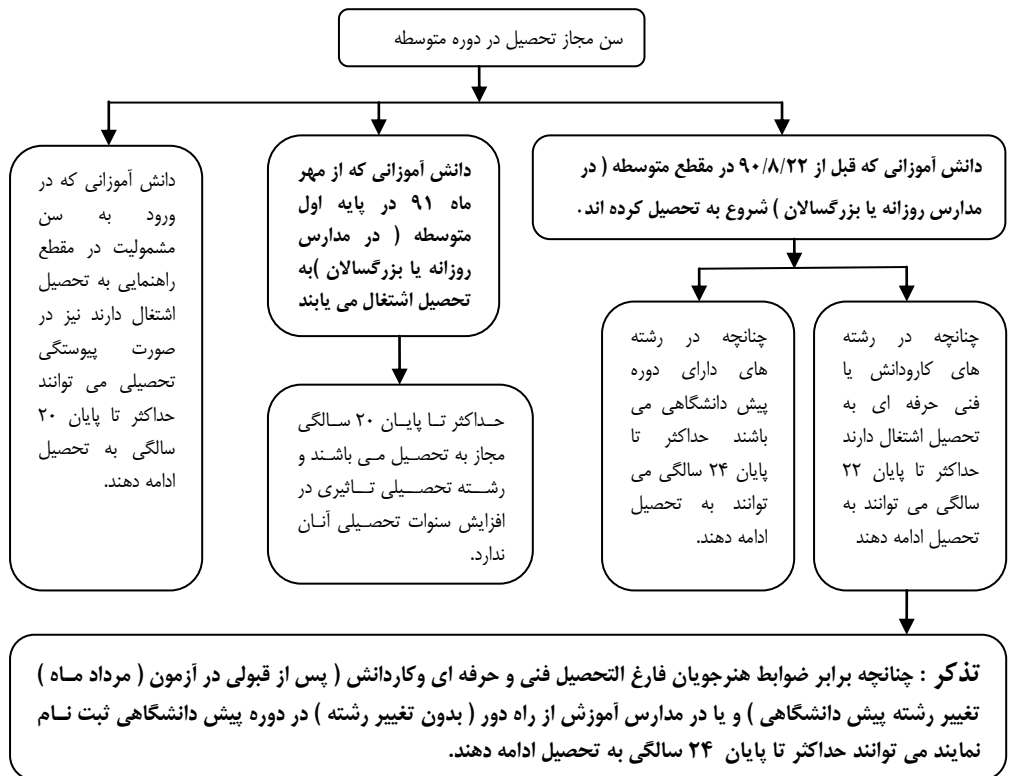 سن مجاز تحصیل در دوره متوسطه
دانش آموزانی که قبل از ۹۰/۸/۲۲ در مقطع متوسطه ( در
مدارس روزانه یا بزرگسالان ) شروع به تحصیل کرده اند.
دانش آموزانی که از مهر
ماه ۹۱ در پایه اول
متوسطه ( در مدارس
روزانه یا بزرگسالان )به
تحصیل اشتغال می یابند
دانش آموزانی که در
ورود به سن
مشمولیت در مقطع
راهنمایی به تحصیل
اشتغال دارند نیز در
صورت پیوستگی
تحصیلی می توانند
حداکثر تا پایان ۲۰
سالگی به تحصیل
ادامه دهند.
چنانچه در رشته
های کارودانش یا
فنی حرفه ای به
تحصیل اشتغال دارند
حداکثر تا پایان ۲۲
سالگی می توانند به
تحصیل ادامه دهند
چنانچه در رشته
های دارای دوره
پیش دانشگاهی می
باشند حداکثر تا
پایان ۲۴ سالگی می
توانند به تحصیل
ادامه دهند.
حداکثر تا پایان ۲۰ سالگی
مجاز به تحصیل می باشند و
رشته تحصیلی تاثیری در
افزایش سنوات تحصیلی آنان
ندارد.
تذکر : چنانچه برابر ضوابط هنرجویان فارغ التحصیل فنی و حرفه ای وکاردانش ( پس از قبولی در آزمون ( مرداد ماه )
تغییر رشته پیش دانشگاهی ) و یا در مدارس آموزش از راه دور ( بدون تغییر رشته ) در دوره پیش دانشگاهی ثبت نام
نمایند می توانند حداکثر تا پایان ۲۴ سالگی به تحصیل ادامه دهند.